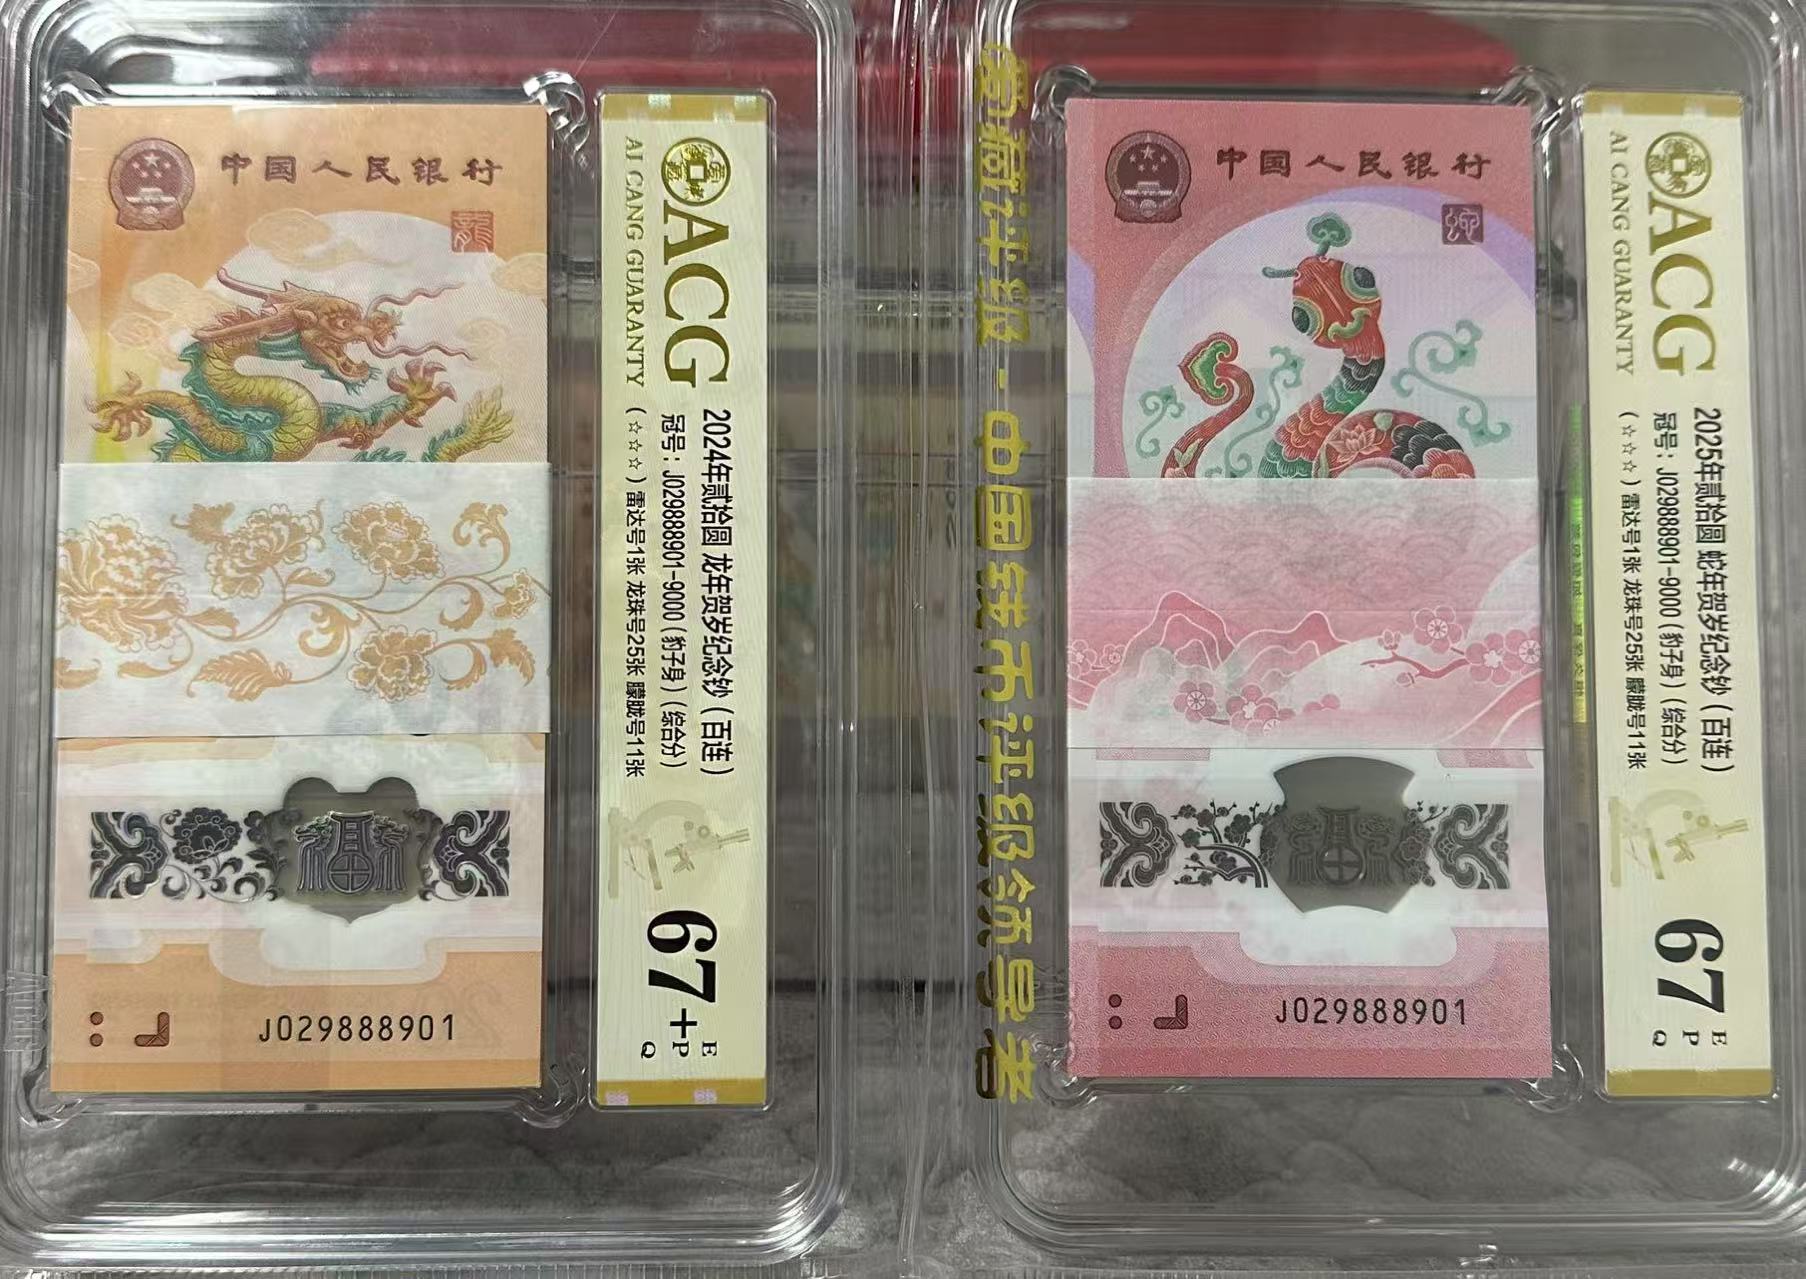 中国人民银行
龍
J029888901
ACG
AI CANG GUARANTY
2024年贰拾圆 龙年贺岁纪念钞（百连）
冠号：J029888901-9000（豹子身）（综合分）
（☆☆☆）雷达号1张 龙珠号25张 朦胧号11张
67+
EPQ
爱藏评级-中国钱币评级领导者
中国人民银行
J029888901
ACG
AI CANG GUARANTY
2025年贰拾圆 蛇年贺岁纪念钞（百连）
冠号：J029888901-9000（豹子身）（综合分）
（☆☆☆）雷达号1张 龙珠号25张 朦胧号11张
67
EPQ